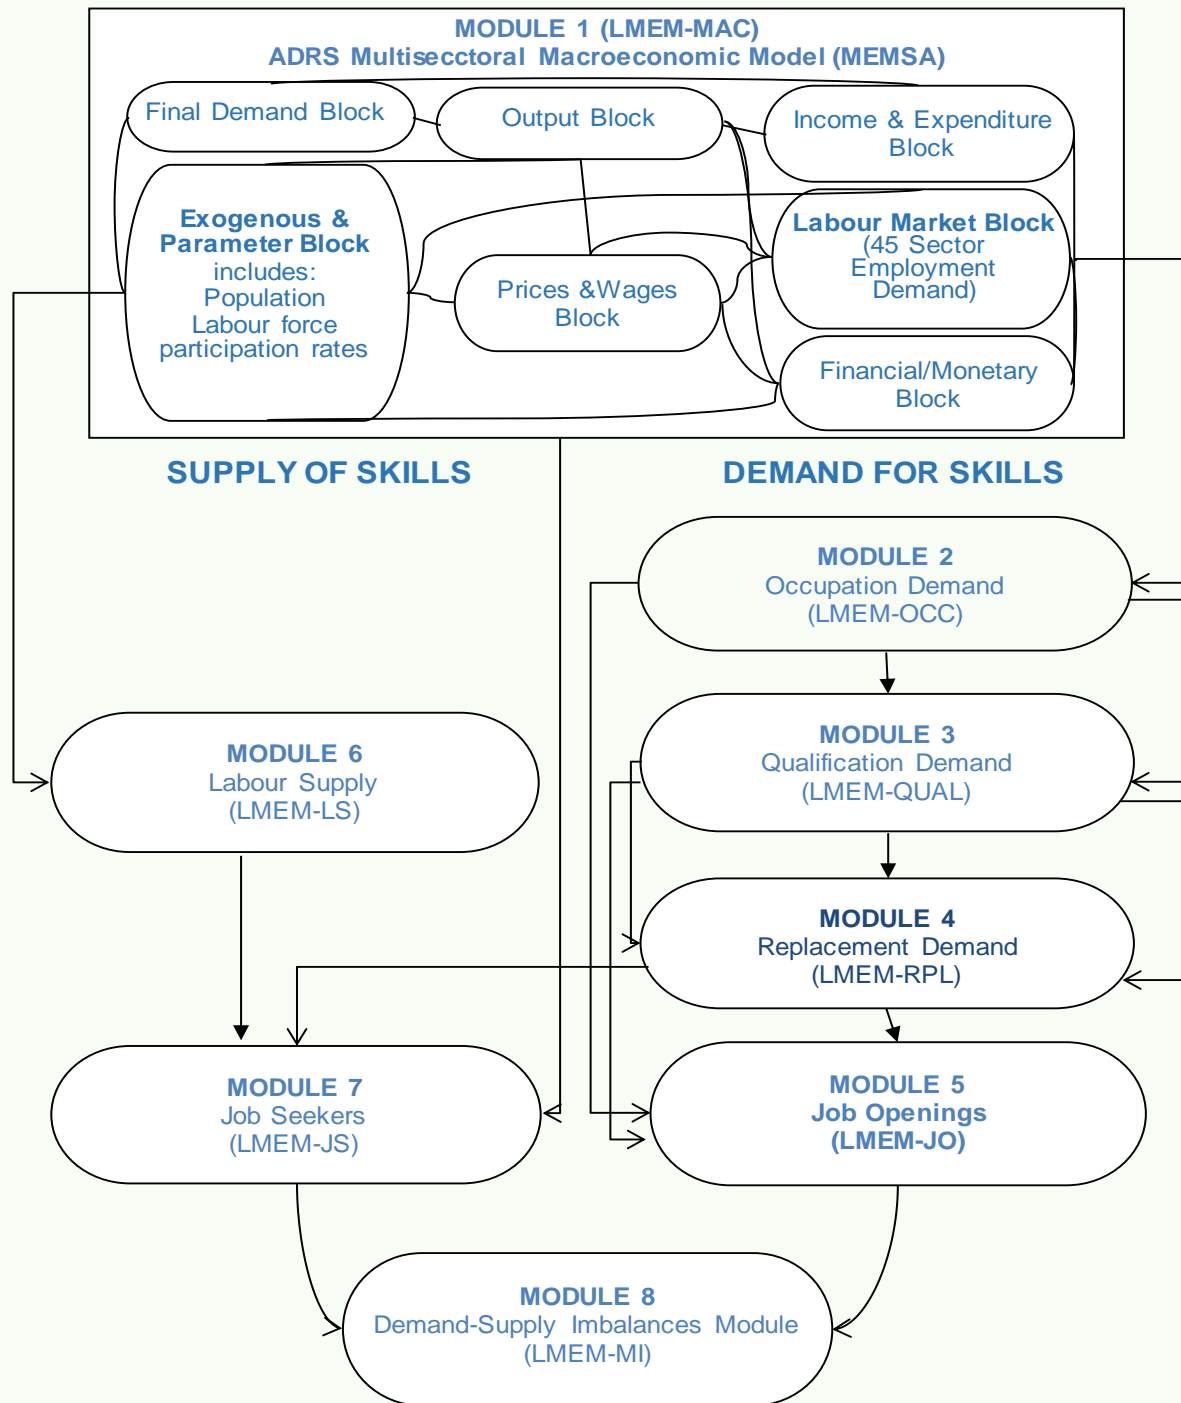 MODULE 1 (LMEM-MAC)
ADRS Multisecctoral Macroeconomic Model (MEMSA)
Final Demand Block
Output Block
Income & Expenditure
Block
Exogenous &
Parameter Block
includes:
Population
Labour force
participation rates
Prices &Wages
Block
Labour Market Block
(45 Sector
Employment
Demand)
Financial/Monetary
Block
SUPPLY OF SKILLS
DEMAND FOR SKILLS
MODULE 2
Occupation Demand
(LMEM-OCC)
MODULE 3
Qualification Demand
(LMEM-QUAL)
MODULE 6
Labour Supply
(LMEM-LS)
MODULE 4
Replacement Demand
(LMEM-RPL)
MODULE 7
Job Seekers
(LMEM-JS)
MODULE 5
Job Openings
(LMEM-JO)
MODULE 8
Demand-Supply Imbalances Module
(LMEM-MI)